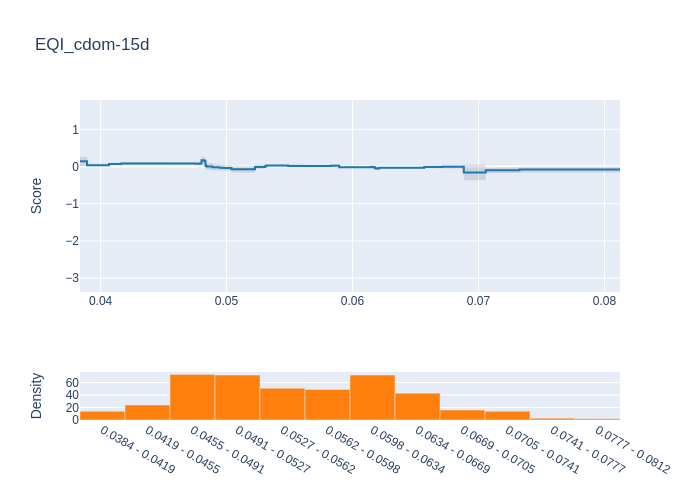 EQI_cdom-15d
Score
1
0
−1
−2
−3
0.04 0.05 0.06 0.07 0.08
Density
60
40
20
0
0.0384 - 0.0419
0.0419 - 0.0455
0.0455 - 0.0491
0.0491 - 0.0527
0.0527 - 0.0562
0.0562 - 0.0598
0.0598 - 0.0634
0.0634 - 0.0669
0.0669 - 0.0705
0.0705 - 0.0741
0.0741 - 0.0777
0.0777 - 0.0812